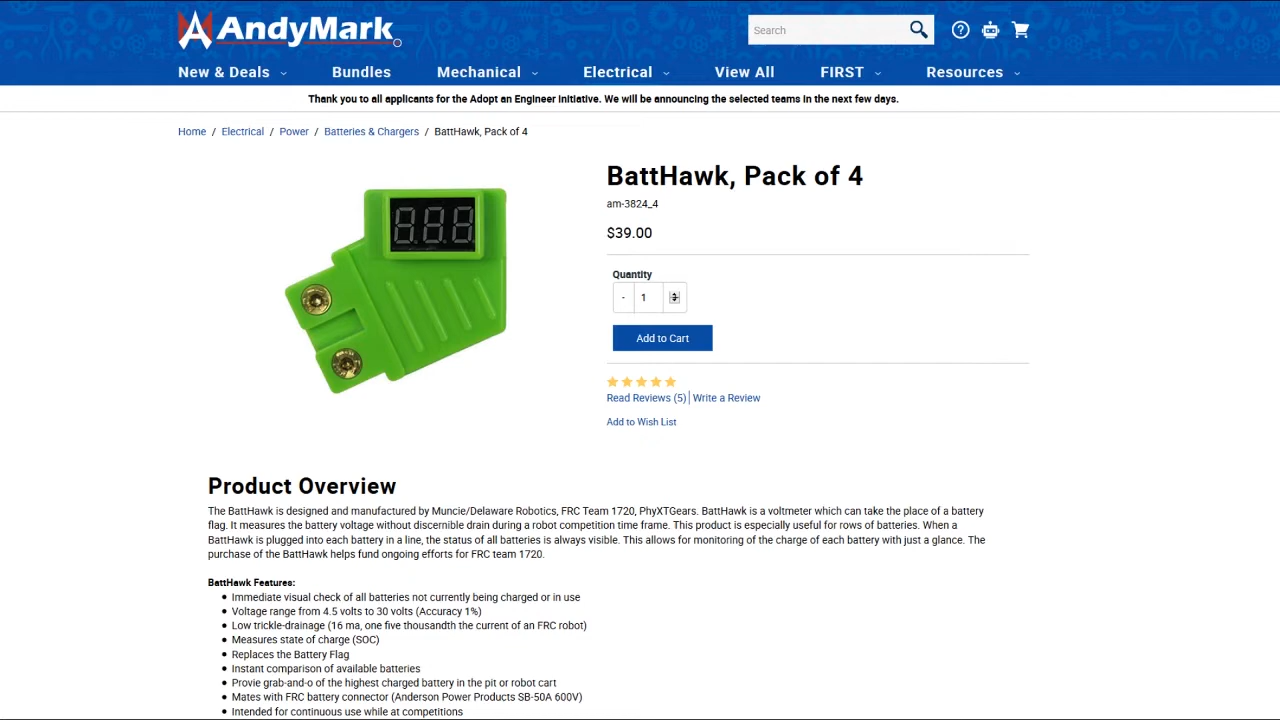 AndyMark
Search
New & Deals
Bundles
Mechanical
Electrical
View All
FIRST
Resources
Thank you to all applicants for the Adopt an Engineer Initiative. We will be announcing the selected teams in the next few days.
Home / Electrical / Power / Batteries & Chargers / BattHawk, Pack of 4
888
BattHawk, Pack of 4
am-3824_4
$39.00
Quantity
- 1
Add to Cart
Read Reviews (5) | Write a Review
Add to Wish List
Product Overview
The BattHawk is designed and manufactured by Muncie/Delaware Robotics, FRC Team 1720, PhyXTGears. BattHawk is a voltmeter which can take the place of a battery
flag. It measures the battery voltage without discernible drain during a robot competition time frame. This product is especially useful for rows of batteries. When a
BattHawk is plugged into each battery in a line, the status of all batteries is always visible. This allows for monitoring of the charge of each battery with just a glance. The
purchase of the BattHawk helps fund ongoing efforts for FRC team 1720.
BattHawk Features:
• Immediate visual check of all batteries not currently being charged or in use
• Voltage range from 4.5 volts to 30 volts (Accuracy 1%)
• Low trickle-drainage (16 ma, one five thousandth the current of an FRC robot)
• Measures state of charge (SOC)
• Replaces the Battery Flag
• Instant comparison of available batteries
• Provie grab-and-o of the highest charged battery in the pit or robot cart
• Mates with FRC battery connector (Anderson Power Products SB-50A 600V)
• Intended for continuous use while at competitions